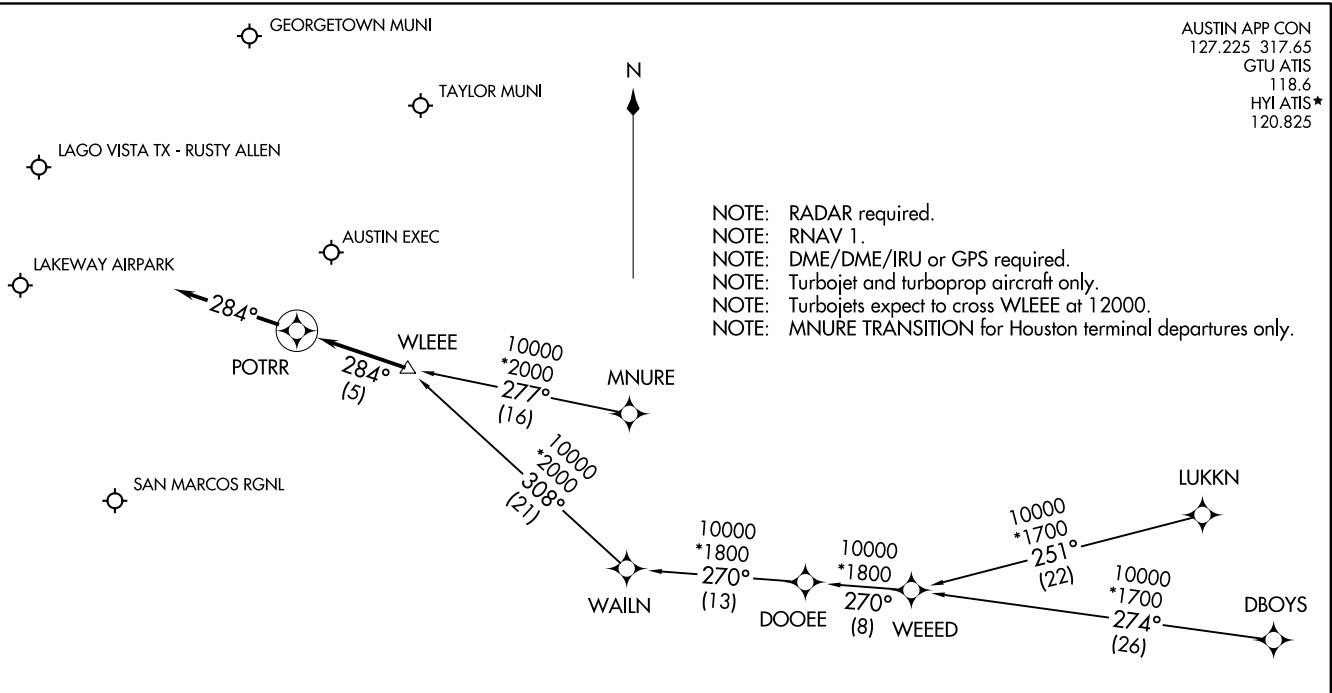 GEORGETOWN MUNI
TAYLOR MUNI
LAGO VISTA TX - RUSTY ALLEN
AUSTIN EXEC
LAKEWAY AIRPARK
SAN MARCOS RGNL
N
AUSTIN APP CON
127.225 317.65
GTU ATIS
118.6
HYI ATIS★
120.825
NOTE: RADAR required.
NOTE: RNAV 1.
NOTE: DME/DME/IRU or GPS required.
NOTE: Turbojet and turboprop aircraft only.
NOTE: Turbojets expect to cross WLEEE at 12000.
NOTE: MNURE TRANSITION for Houston terminal departures only.
284°
POTRR
284°
(5)
WLEEE
10000
*2000
277°
(16)
MNURE
10000
*2000
308°
(21)
WAILN
10000
*1800
270°
(13)
DOOEE
10000
*1800
270°
(8)
WEEED
10000
*1700
251°
(22)
LUKKN
10000
*1700
274°
(26)
DBOYS